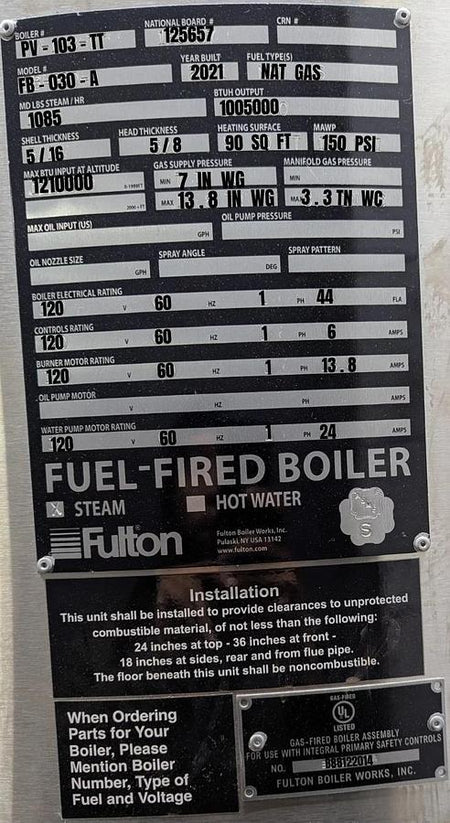 BOILER # PV-103-TT NATIONAL BOARD # 125657 CRN #
MODEL # FB-030-A YEAR BUILT 2021 FUEL TYPE(S) NAT GAS
MD LBS STEAM / HR 1085 BTUH OUTPUT 1005000
SHELL THICKNESS 5/16 HEAD THICKNESS 5/8 HEATING SURFACE 90 SQ FT MAWP 150 PSI
MAX BTU INPUT AT ALTITUDE GAS SUPPLY PRESSURE MANIFOLD GAS PRESSURE
1210000 MIN 7 IN WG MIN
MAX 13.8 IN WG MAX 3.3 IN WC
MAX OIL INPUT (US) GPH OIL PUMP PRESSURE PSI
OIL NOZZLE SIZE GPH SPRAY ANGLE DEG SPRAY PATTERN
BOILER ELECTRICAL RATING
120 V 60 HZ 1 PH 44 FLA
CONTROLS RATING
120 V 60 HZ 1 PH 6 AMPS
BURNER MOTOR RATING
120 V 60 HZ 1 PH 13.8 AMPS
OIL PUMP MOTOR
V HZ PH AMPS
WATER PUMP MOTOR RATING
120 V 60 HZ 1 PH 24 AMPS
FUEL-FIRED BOILER
X STEAM HOT WATER
Fulton®
Fulton Boiler Works, Inc.
Pulaski, NY USA 13142
www.fulton.com
S
Installation
This unit shall be installed to provide clearances to unprotected
combustible material, of not less than the following:
24 inches at top - 36 inches at front -
18 inches at sides, rear and from flue pipe.
The floor beneath this unit shall be noncombustible.
When Ordering
Parts for Your
Boiler, Please
Mention Boiler
Number, Type of
Fuel and Voltage
GAS-FIRED
UL
LISTED
GAS-FIRED BOILER ASSEMBLY
FOR USE WITH INTEGRAL PRIMARY SAFETY CONTROLS
NO. B88122014
FULTON BOILER WORKS, INC.